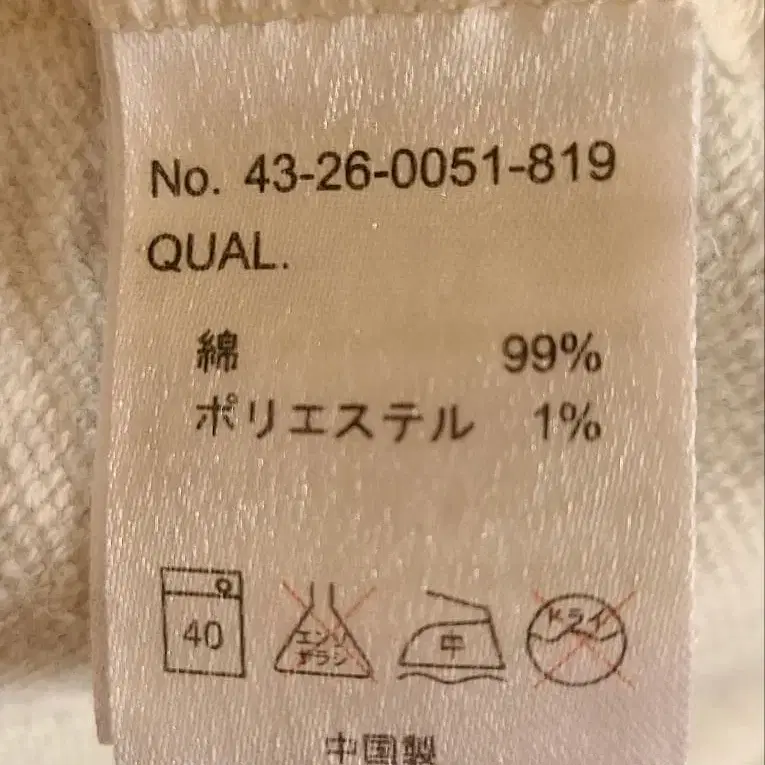 No. 43-26-0051-819
QUAL.
綿 99%
ポリエステル 1%
40
エンソ
サラシ
中
ドライ
中国製